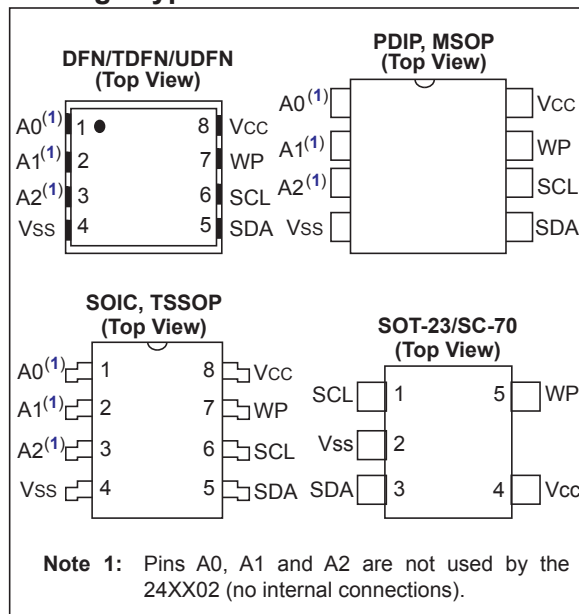 DFN/TDFN/UDFN
(Top View)
A0(1) 1 8 VCC
A1(1) 2 7 WP
A2(1) 3 6 SCL
VSS 4 5 SDA
PDIP, MSOP
(Top View)
A0(1) VCC
A1(1) WP
A2(1) SCL
VSS SDA
SOIC, TSSOP
(Top View)
A0(1) 1 8 VCC
A1(1) 2 7 WP
A2(1) 3 6 SCL
VSS 4 5 SDA
SOT-23/SC-70
(Top View)
SCL 1 5 WP
Vss 2
SDA 3 4 Vcc
Note 1: Pins A0, A1 and A2 are not used by the
24XX02 (no internal connections).